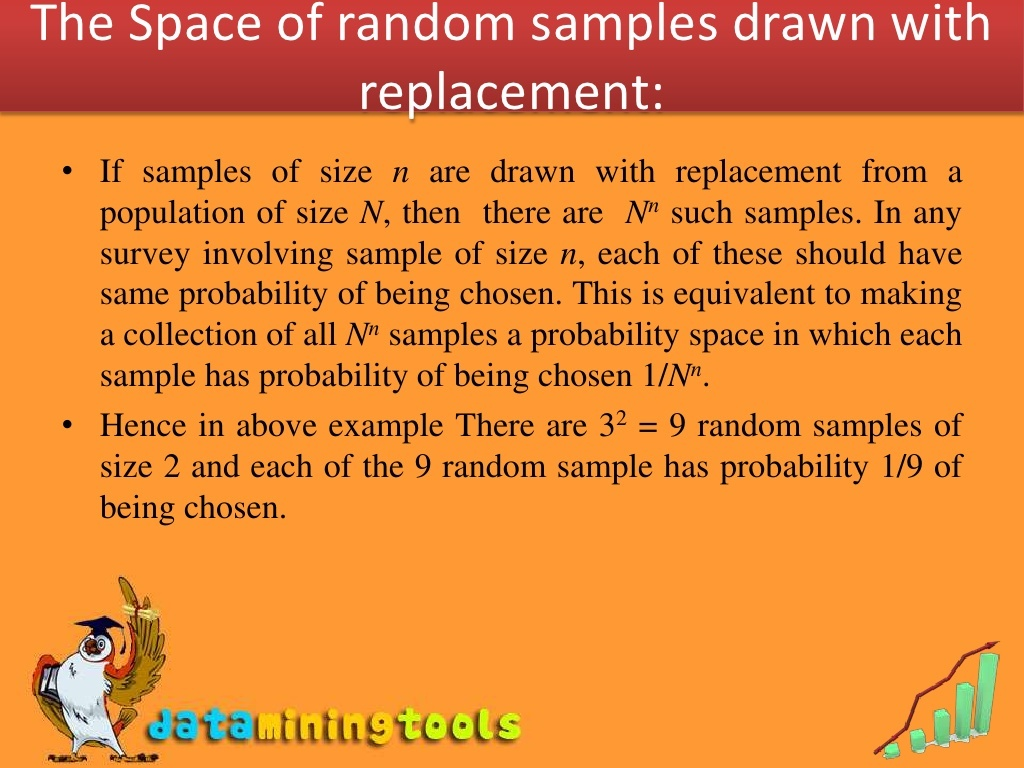 The Space of random samples drawn with
replacement:
• If samples of size n are drawn with replacement from a
population of size N, then there are Nⁿ such samples. In any
survey involving sample of size n, each of these should have
same probability of being chosen. This is equivalent to making
a collection of all Nⁿ samples a probability space in which each
sample has probability of being chosen 1/Nⁿ.
• Hence in above example There are 3² = 9 random samples of
size 2 and each of the 9 random sample has probability 1/9 of
being chosen.
dataminingtools